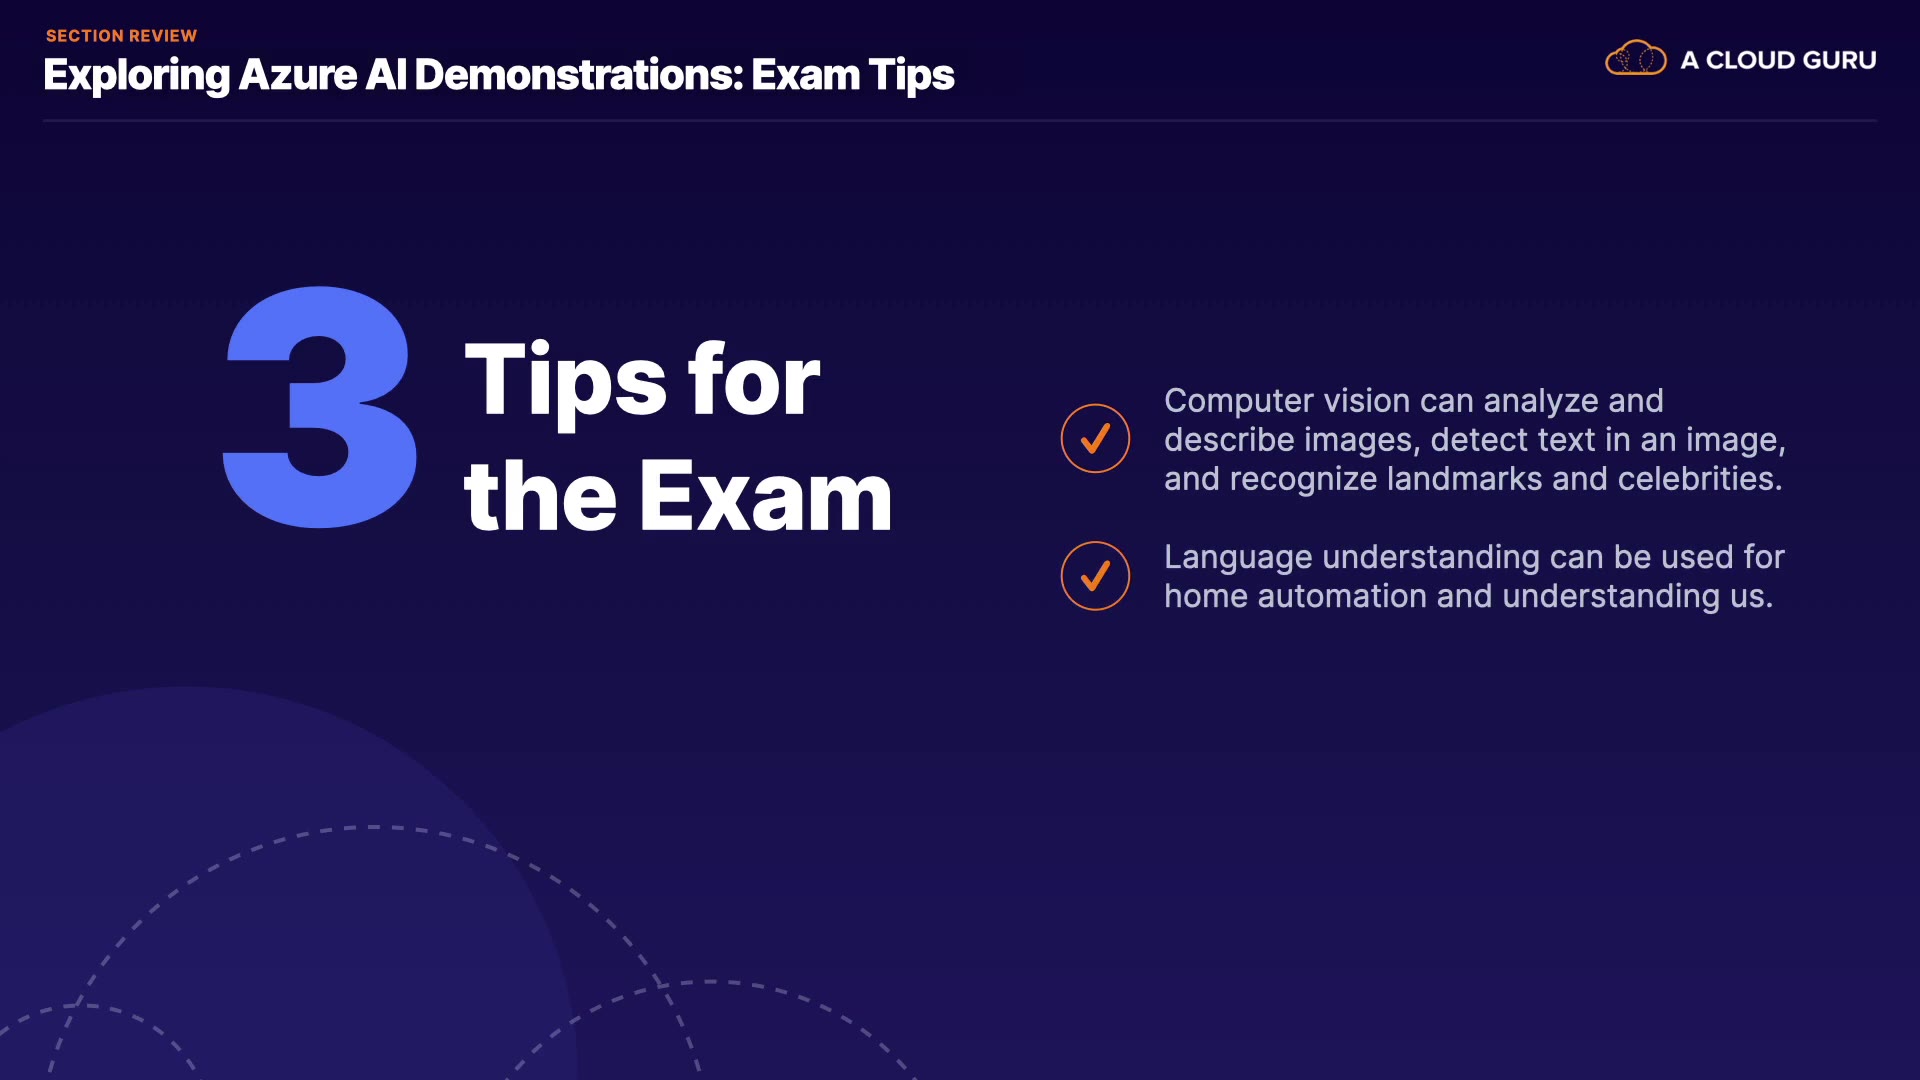 SECTION REVIEW
Exploring Azure AI Demonstrations: Exam Tips
A CLOUD GURU
3
Tips for
the Exam
Computer vision can analyze and
describe images, detect text in an image,
and recognize landmarks and celebrities.
Language understanding can be used for
home automation and understanding us.